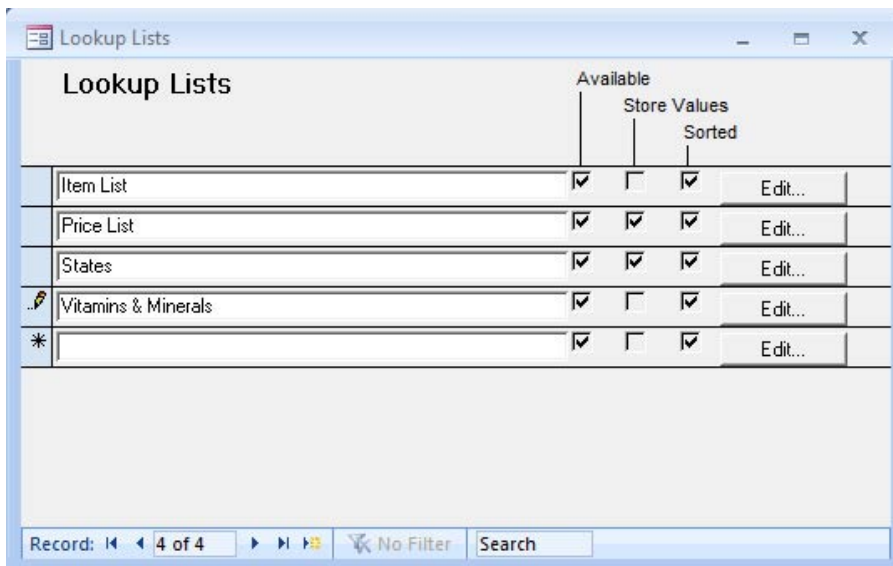 Lookup Lists
Lookup Lists
Available
Store Values
Sorted
Item List Edit...
Price List Edit...
States Edit...
Vitamins & Minerals Edit...
Edit...
Record: 4 of 4 No Filter Search